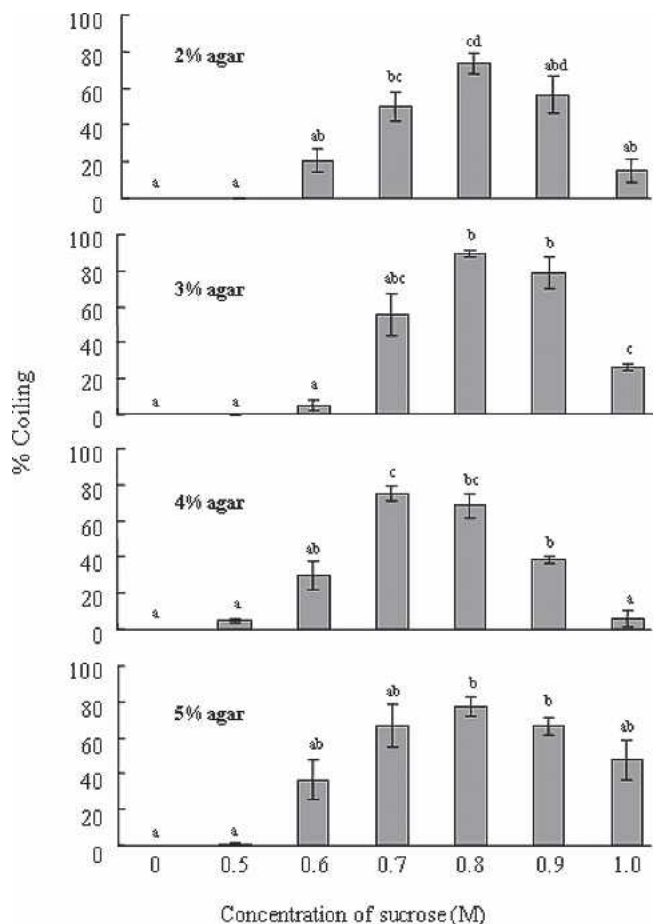 100
80
60
40
20
0
2% agar
a
a
ab
bc
cd
abd
ab
100
80
60
40
20
0
3% agar
a
a
a
abc
b
b
c
% Coiling
100
80
60
40
20
0
4% agar
a
a
ab
c
bc
b
a
100
80
60
40
20
0
5% agar
a
a
ab
ab
b
b
ab
0 0.5 0.6 0.7 0.8 0.9 1.0
Concentration of sucrose (M)